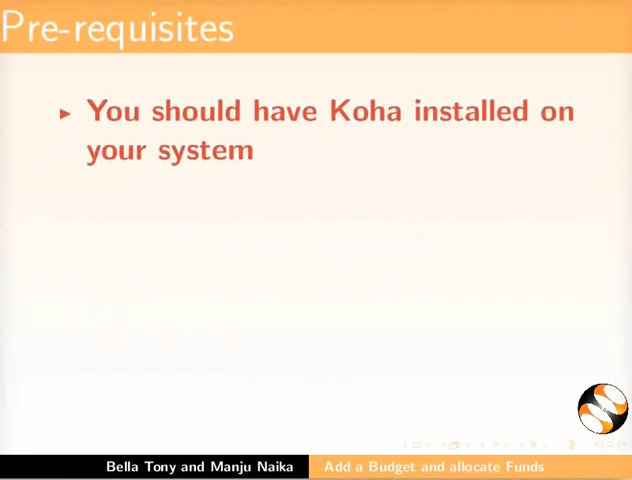 Pre-requisites
You should have Koha installed on
your system
Bella Tony and Manju Naika
Add a Budget and allocate Funds